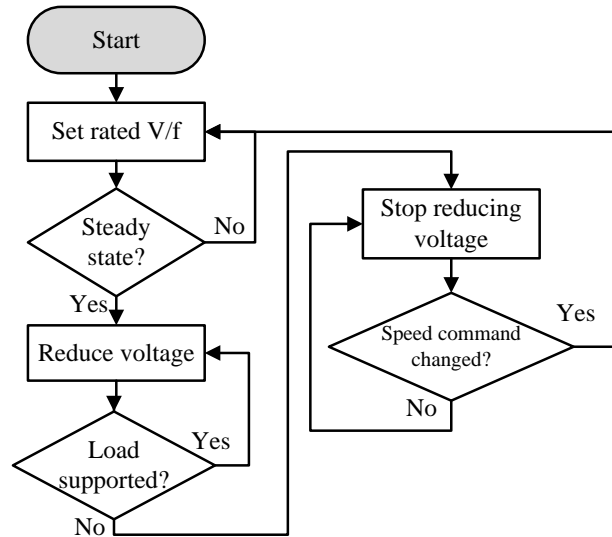 Start
Set rated V/f
Steady
state?
No
Yes
Reduce voltage
Load
supported?
Yes
No
Stop reducing
voltage
Speed command
changed?
Yes
No